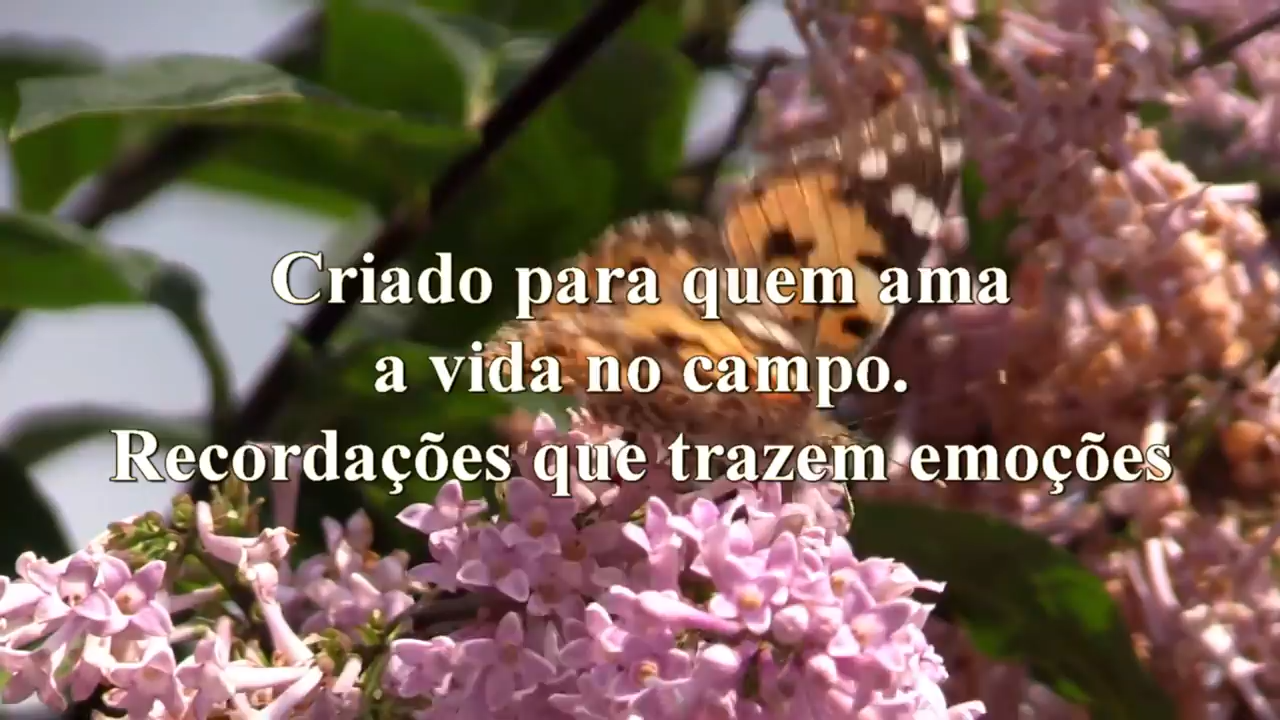 Criado para quem ama
a vida no campo.
Recordações que trazem emoções